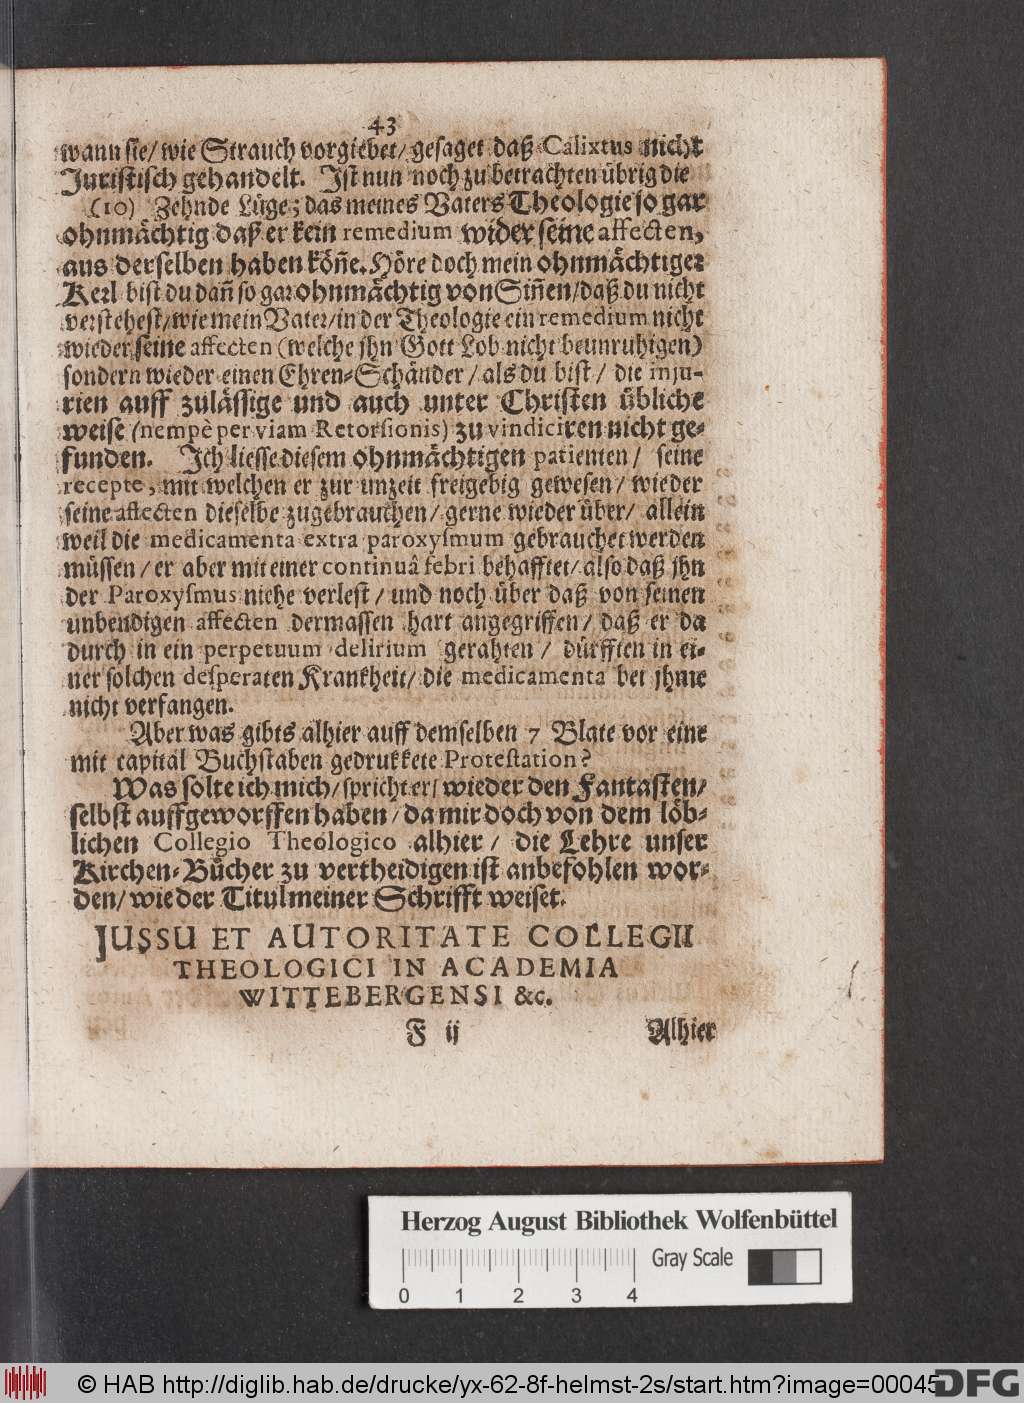 43
wann sie/ wie Strauch vorgiebet/ gesaget daß Calixtus nicht
Juristisch gehandelt. Ist nun noch zu betrachten übrig die
(10) Zehnde Lüge; das meines Vaters Theologie so gar
ohnmächtig daß er kein remedium wider seine affecten,
aus derselben haben köñe. Höre doch mein ohnmächtiger
Kerl bist du dañ so gar ohnmächtig von Siñen/ daß du nicht
verstehest/ wie mein Vater/ in der Theologie ein remedium nicht
wieder seine affecten (welche jhn Gott Lob nicht beunruhigen)
sondern wieder einen Ehren-Schänder/ als du bist/ die inju-
rien auff zulässige und auch unter Christen übliche
weise (nempè per viam Retorsionis) zu vindiciren nicht ge-
funden. Ich liesse diesem ohnmächtigen patienten/ seine
recepte, mit welchen er zur unzeit freigebig gewesen/ wieder
seine affecten dieselbe zugebrauchen/ gerne wieder über/ allein
weil die medicamenta extra paroxysmum gebrauchet werden
müssen/ er aber mit einer continuâ febri behafftet/ also daß jhn
der Paroxysmus niche verlest/ und noch über daß von seinen
unbendigen affecten dermassen hart angegriffen/ daß er da
durch in ein perpetuum delirium gerahten/ dürfften in ei-
ner solchen desperaten Krankheit/ die medicamenta bei jhme
nicht verfangen.
Aber was gibts alhier auff demselben 7 Blate vor eine
mit capital Buchstaben gedrukkete Protestation?
Was solte ich mich/ spricht er/ wieder den Fantasten/
selbst auffgeworffen haben/ da mir doch von dem löb-
lichen Collegio Theologico alhier/ die Lehre unser
Kirchen-Bücher zu vertheidigen ist anbefohlen wor-
den/ wie der Titul meiner Schrifft weiset.
JUSSU ET AUTORITATE COLLEGII
THEOLOGICI IN ACADEMIA
WITTEBERGENSI &c.
F ij Alhier
Herzog August Bibliothek Wolfenbüttel
Gray Scale
0 1 2 3 4
© HAB http://diglib.hab.de/drucke/yx-62-8f-helmst-2s/start.htm?image=00045
DFG